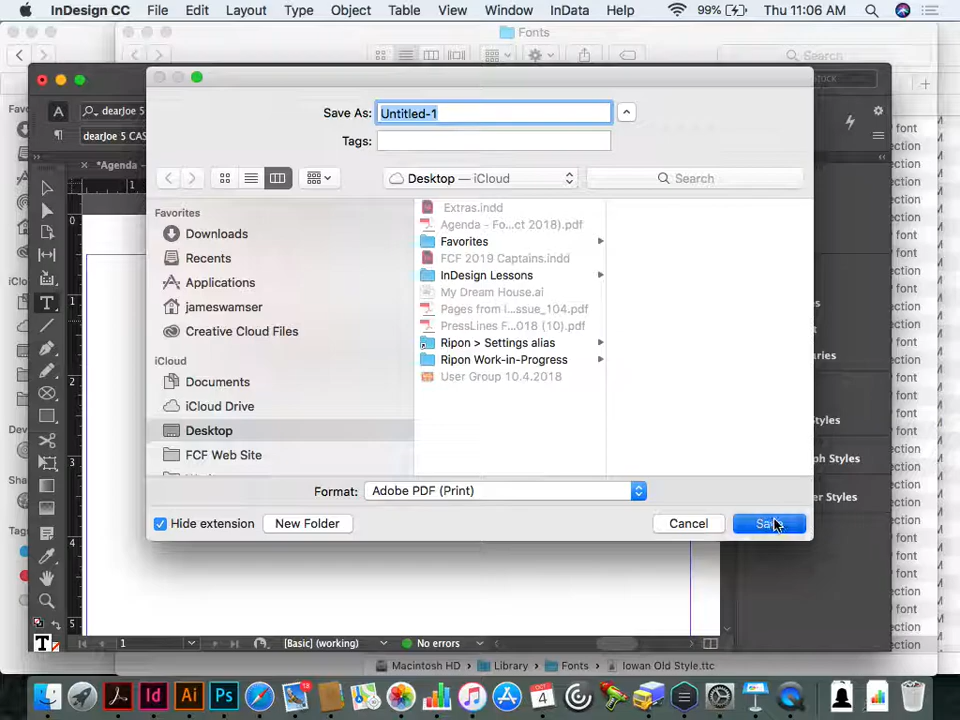 InDesign CC File Edit Layout Type Object Table View Window InData Help 99% Thu 11:06 AM
Fonts
Search
dearJoe 5
dearJoe 5 CAS
*Agenda
Save As: Untitled-1
Tags:
Desktop — iCloud
Search
Favorites
Downloads
Recents
Applications
jameswamser
Creative Cloud Files
iCloud
Documents
iCloud Drive
Desktop
FCF Web Site
Extras.indd
Agenda - Fo...ct 2018).pdf
Favorites
FCF 2019 Captains.indd
InDesign Lessons
My Dream House.ai
Pages from i...ssue_104.pdf
PressLines F...018 (10).pdf
Ripon > Settings alias
Ripon Work-in-Progress
User Group 10.4.2018
Format: Adobe PDF (Print)
Hide extension New Folder Cancel
1 [Basic] (working) No errors
Macintosh HD Library Fonts Iowan Old Style.ttc